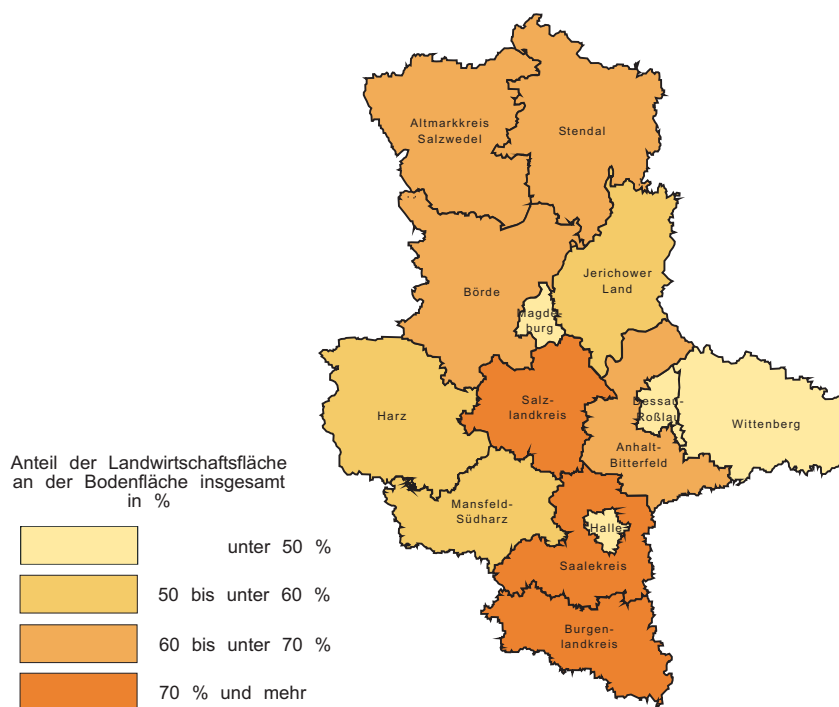 Altmarkkreis
Salzwedel
Stendal
Jerichower
Land
Börde
Magde-
burg
Salz-
landkreis
Harz
Dessau-
Roßlau
Wittenberg
Anhalt-
Bitterfeld
Mansfeld-
Südharz
Halle
Saalekreis
Burgen-
landkreis
Anteil der Landwirtschaftsfläche
an der Bodenfläche insgesamt
in %
unter 50 %
50 bis unter 60 %
60 bis unter 70 %
70 % und mehr